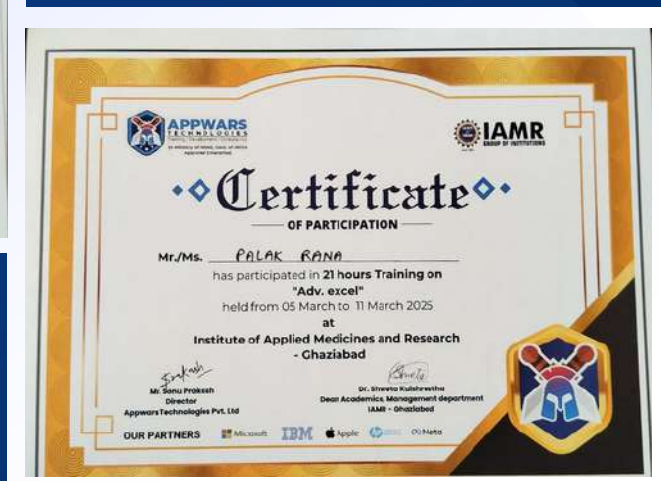 APPWARS
TECHNOLOGIES
IAMR
GROUP OF INSTITUTIONS
Certificate
OF PARTICIPATION
Mr./Ms. PALAK RANA
has participated in 21 hours Training on
"Adv. excel"
held from 05 March to 11 March 2025
at
Institute of Applied Medicines and Research
- Ghaziabad
Mr. Sonu Prakash
Director
Appwars Technologies Pvt. Ltd
Dr. Shweta Kulshrestha
Dean Academics, Management department
IAMR - Ghaziabad
OUR PARTNERS Microsoft IBM Apple hp Meta